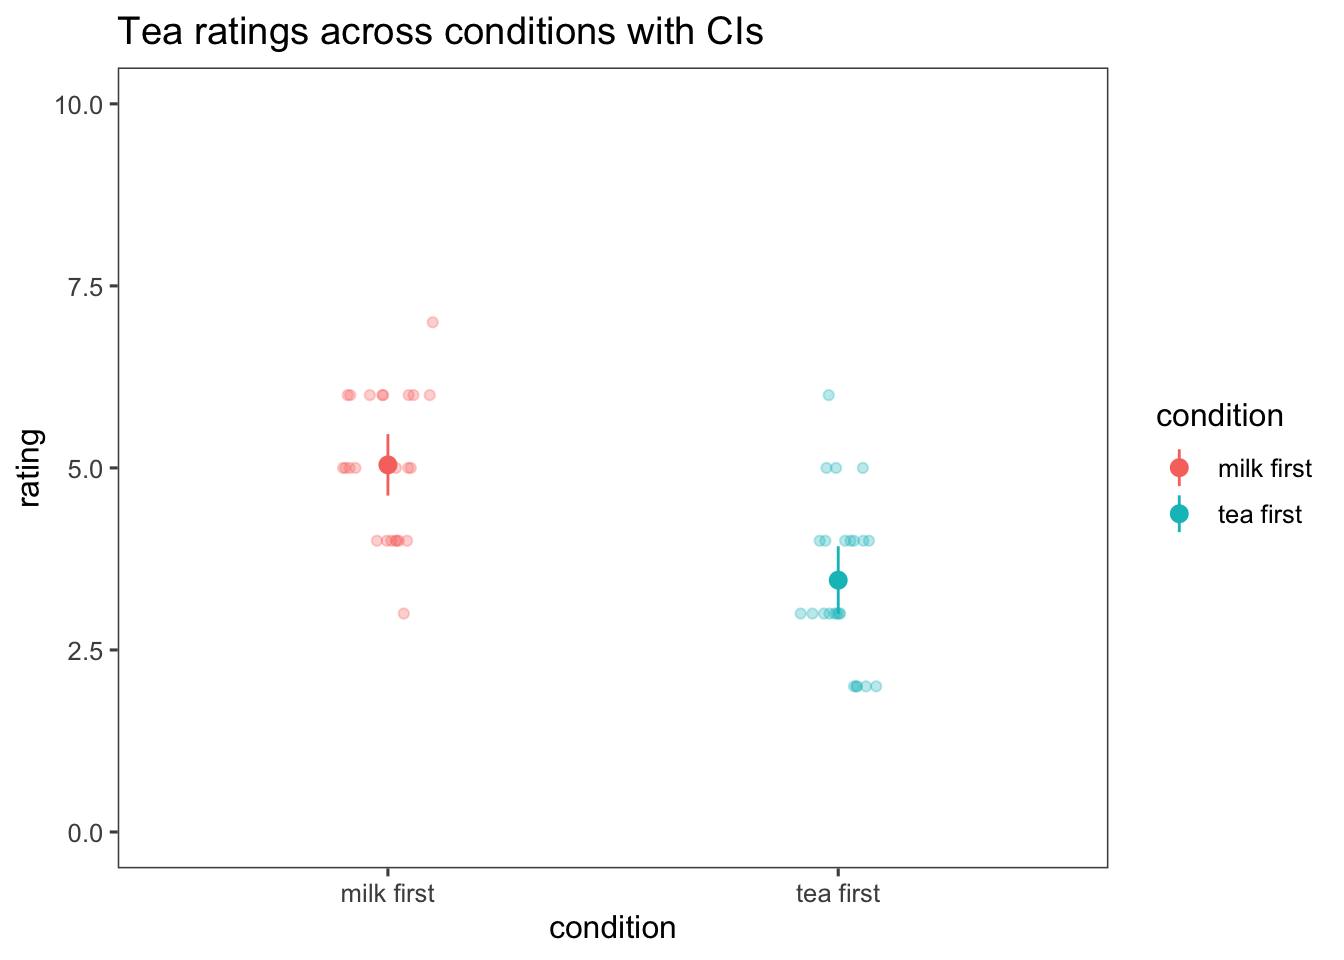 Tea ratings across conditions with CIs
10.0
7.5
5.0
2.5
0.0
rating
milk first
tea first
condition
condition
milk first
tea first